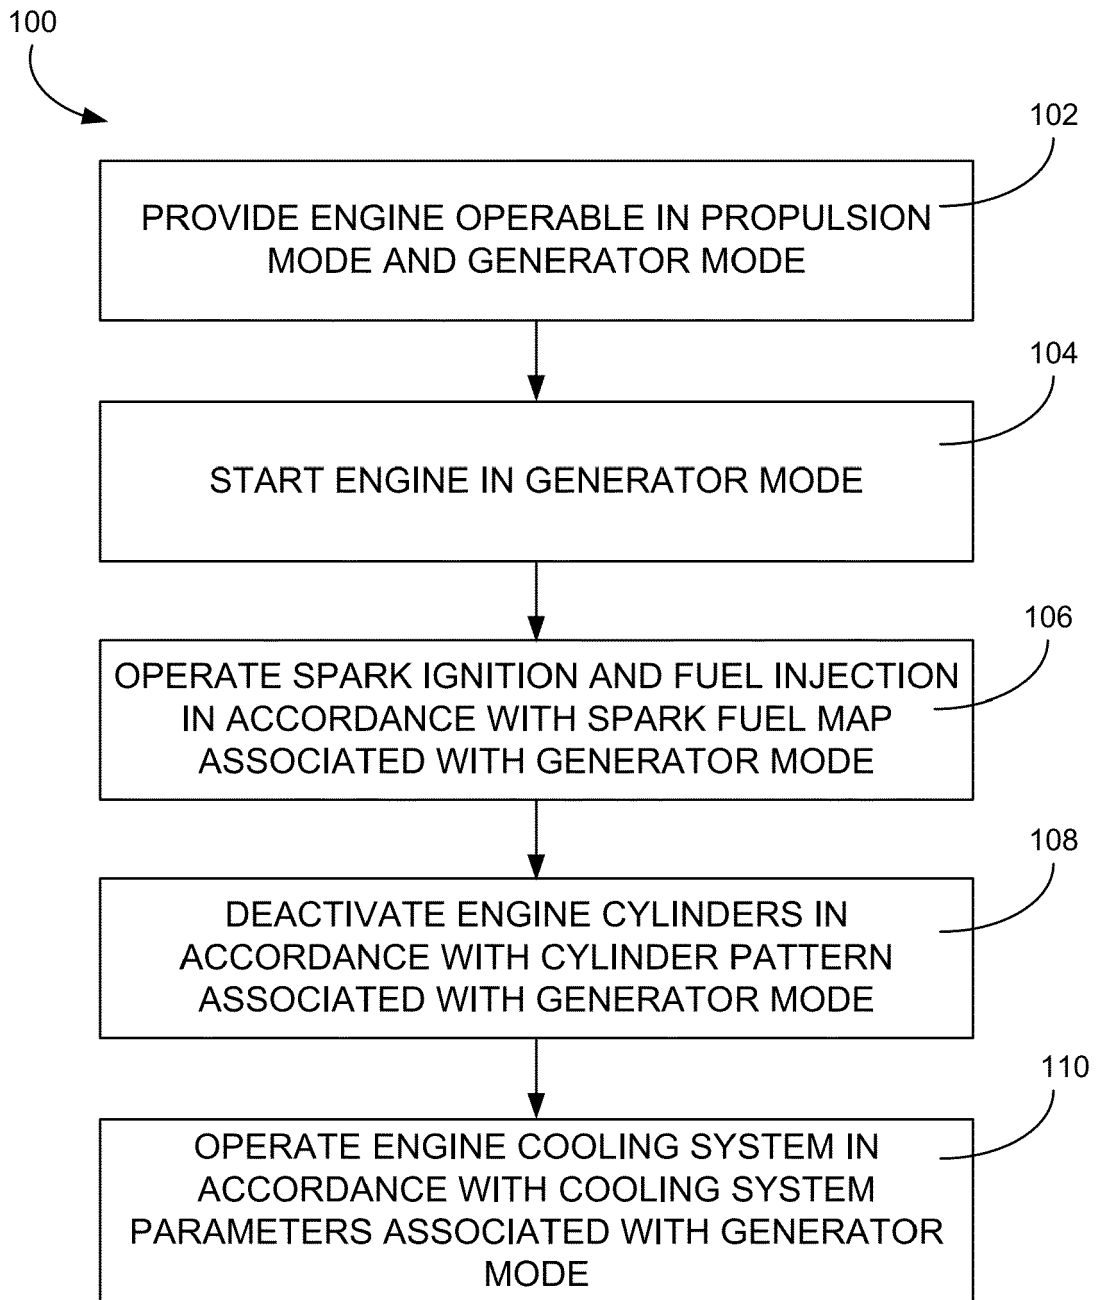 100
102
PROVIDE ENGINE OPERABLE IN PROPULSION
MODE AND GENERATOR MODE
104
START ENGINE IN GENERATOR MODE
106
OPERATE SPARK IGNITION AND FUEL INJECTION
IN ACCORDANCE WITH SPARK FUEL MAP
ASSOCIATED WITH GENERATOR MODE
108
DEACTIVATE ENGINE CYLINDERS IN
ACCORDANCE WITH CYLINDER PATTERN
ASSOCIATED WITH GENERATOR MODE
110
OPERATE ENGINE COOLING SYSTEM IN
ACCORDANCE WITH COOLING SYSTEM
PARAMETERS ASSOCIATED WITH GENERATOR
MODE